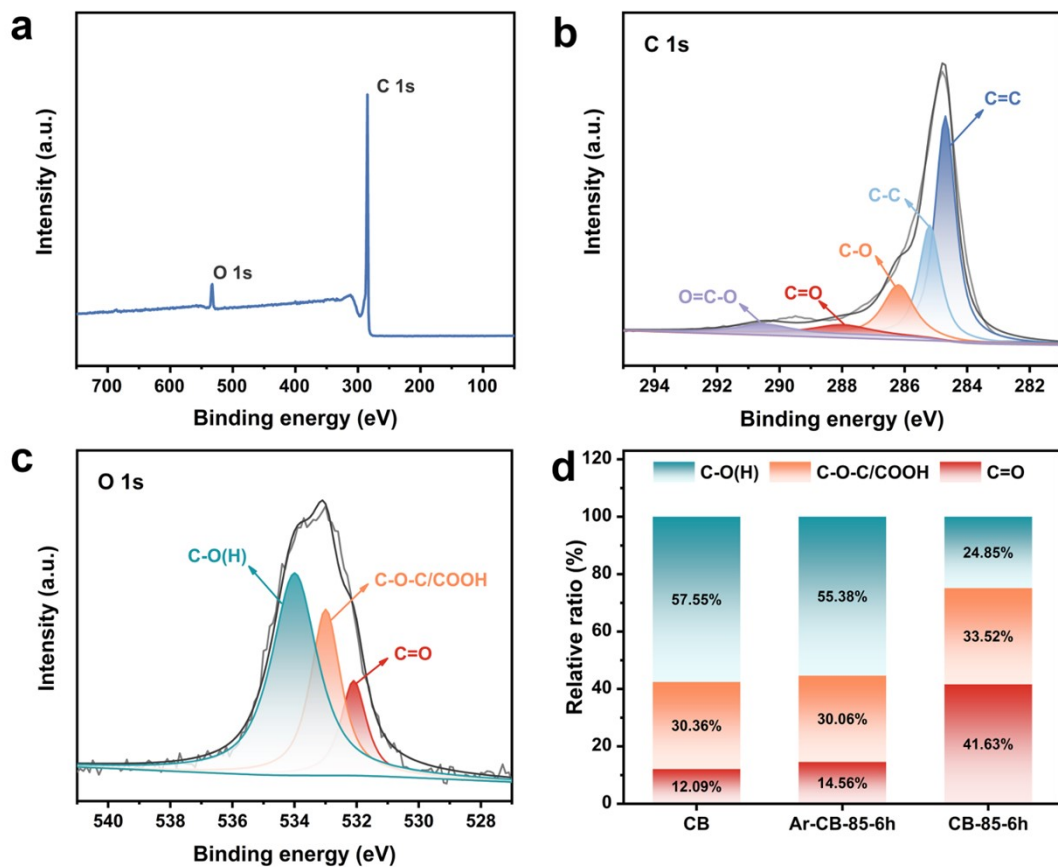 a
C 1s
O 1s
Intensity (a.u.)
700 500 300 100
Binding energy (eV)
b
C 1s
C=C
C-C
C-O
C=O
O=C-O
Intensity (a.u.)
294 292 290 288 286 284 282
Binding energy (eV)
c
O 1s
C-O(H)
C-O-C/COOH
C=O
Intensity (a.u.)
540 538 536 534 532 530 528
Binding energy (eV)
d
C-O(H) C-O-C/COOH C=O
Relative ratio (%)
120
100
80
60
40
20
0
57.55% 55.38% 24.85%
30.36% 30.06% 33.52%
12.09% 14.56% 41.63%
CB Ar-CB-85-6h CB-85-6h